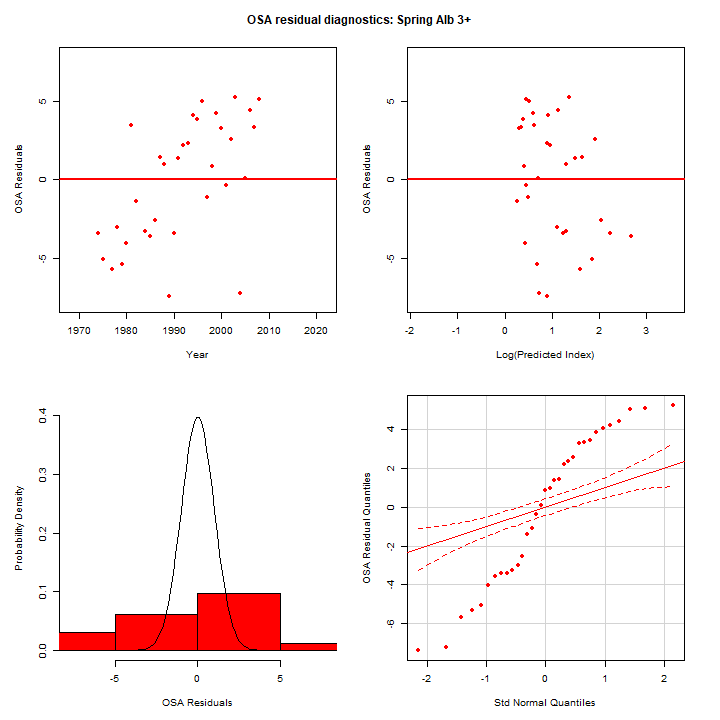 OSA residual diagnostics: Spring Alb 3+
OSA Residuals
5
0
-5
1970 1980 1990 2000 2010 2020
Year
OSA Residuals
5
0
-5
-2 -1 0 1 2 3
Log(Predicted Index)
Probability Density
0.4
0.3
0.2
0.1
0.0
-5 0 5
OSA Residuals
OSA Residual Quantiles
4
2
0
-2
-4
-6
-2 -1 0 1 2
Std Normal Quantiles